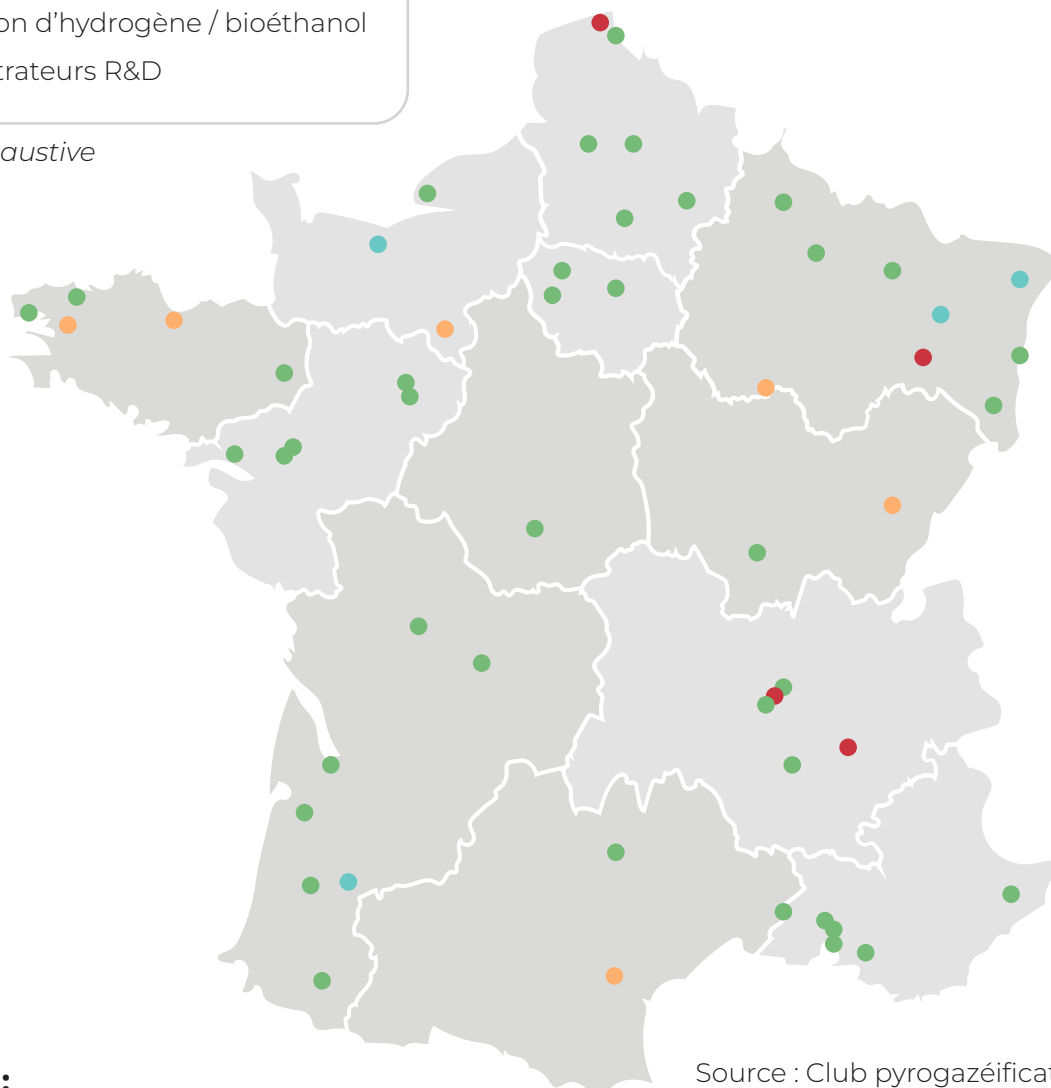 on d'hydrogène / bioéthanol
trateurs R&D
austive
:
Source : Club pyrogazéificat